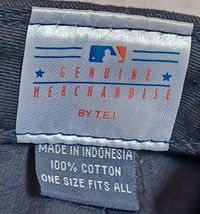 GENUINE
MERCHANDISE
BY T.E.I.
MADE IN INDONESIA
100% COTTON
ONE SIZE FITS ALL